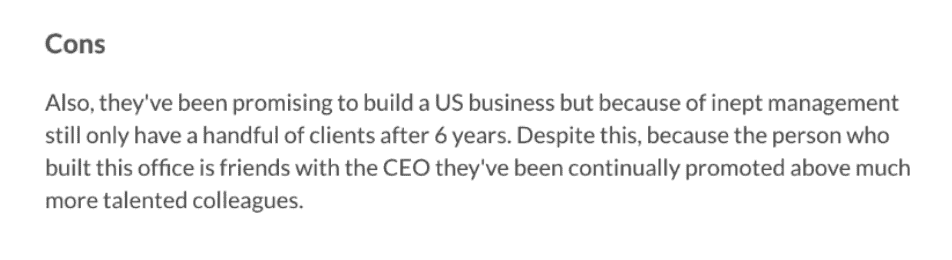 Cons
Also, they've been promising to build a US business but because of inept management
still only have a handful of clients after 6 years. Despite this, because the person who
built this office is friends with the CEO they've been continually promoted above much
more talented colleagues.